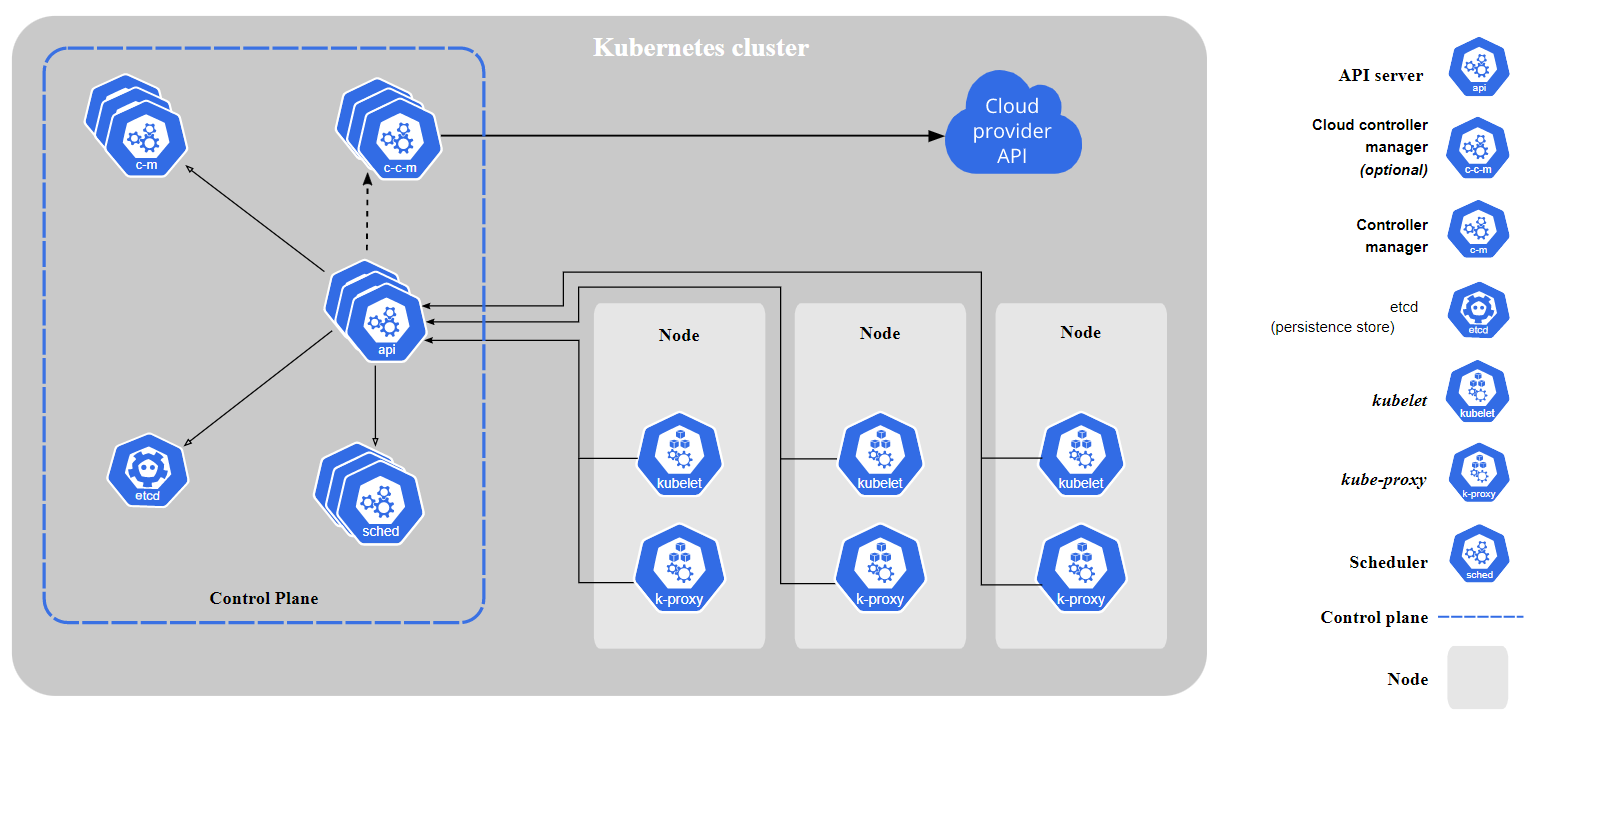 Kubernetes cluster
c-m
c-c-m
Cloud
provider
API
api
etcd
sched
Control Plane
Node
kubelet
k-proxy
Node
kubelet
k-proxy
Node
kubelet
k-proxy
API server
api
Cloud controller
manager
(optional)
c-c-m
Controller
manager
c-m
etcd
(persistence store)
etcd
kubelet
kubelet
kube-proxy
k-proxy
Scheduler
sched
Control plane
Node